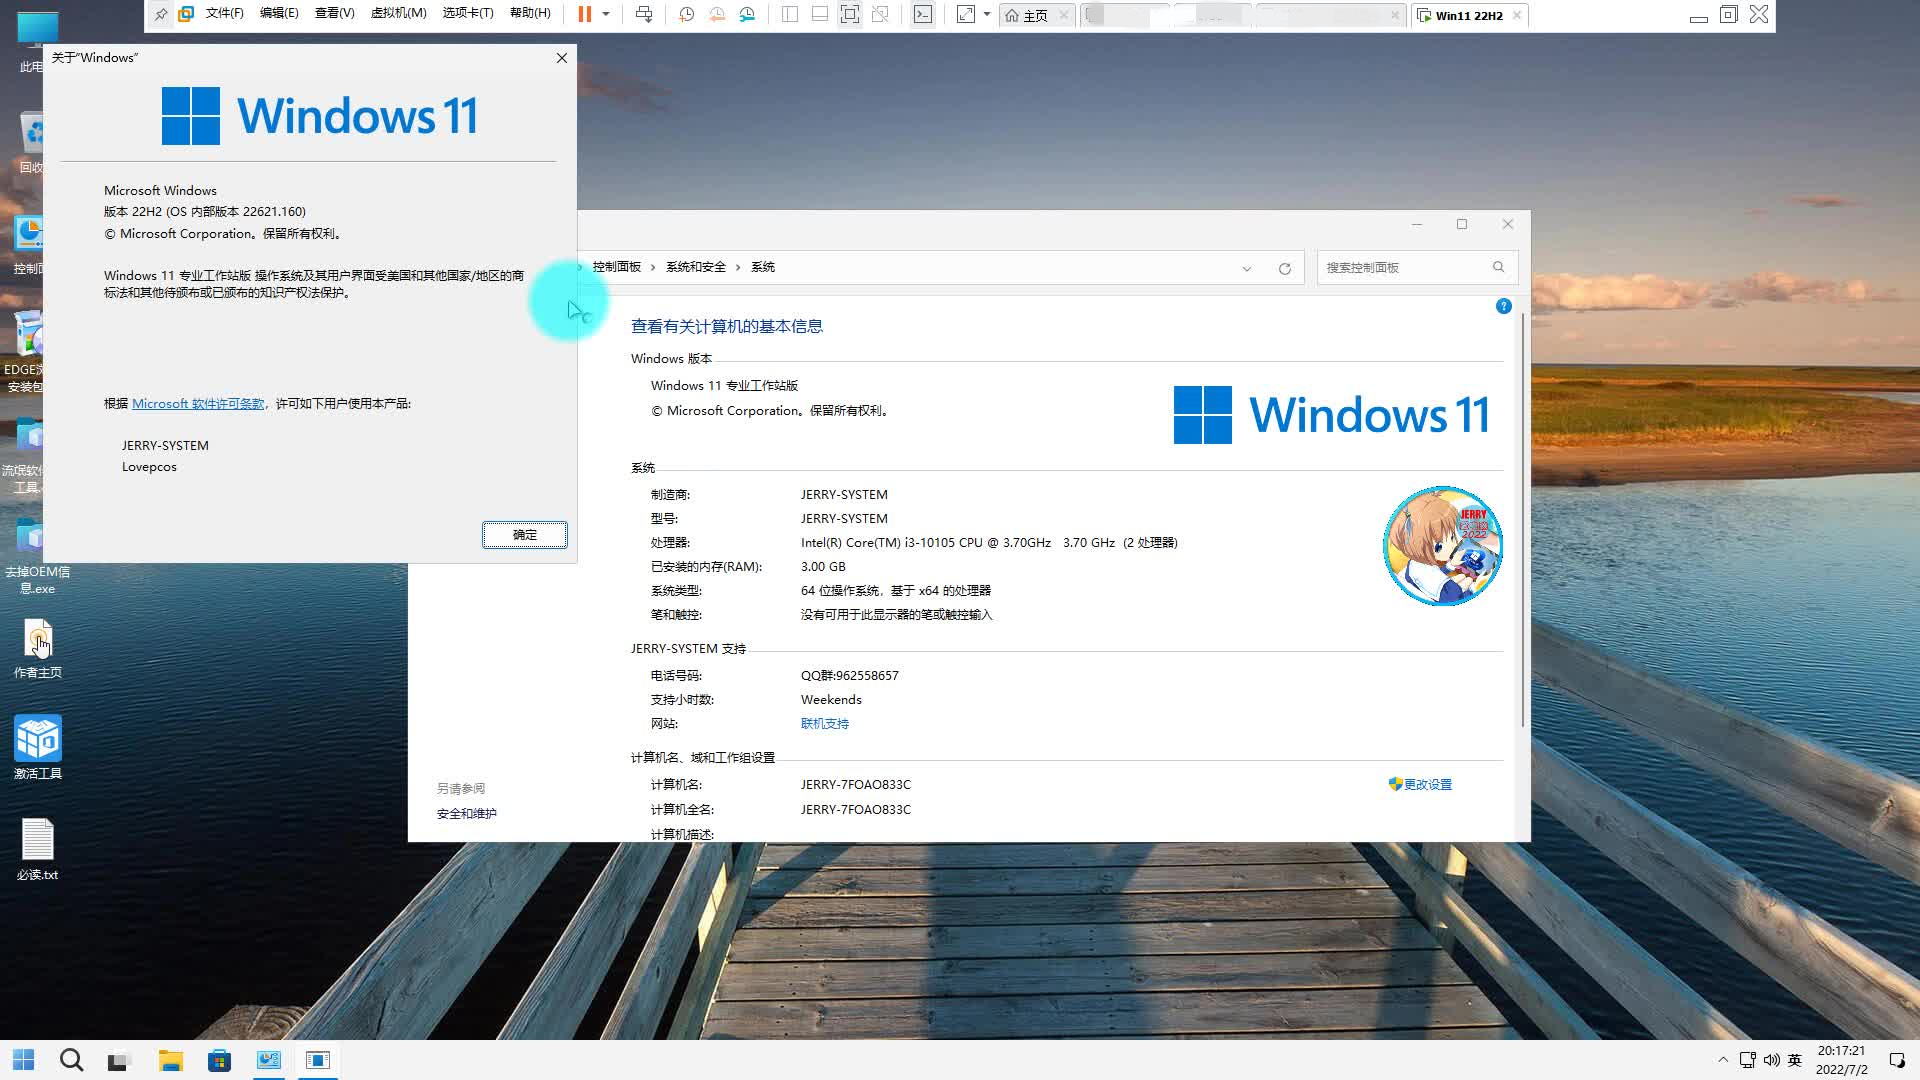 文件(F) 编辑(E) 查看(V) 虚拟机(M) 选项卡(T) 帮助(H) 主页 Win11 22H2
关于“Windows”
Windows 11
Microsoft Windows
版本 22H2 (OS 内部版本 22621.160)
© Microsoft Corporation。保留所有权利。
Windows 11 专业工作站版 操作系统及其用户界面受美国和其他国家/地区的商
标法和其他待颁布或已颁布的知识产权法保护。
根据 Microsoft 软件许可条款，许可如下用户使用本产品:
JERRY-SYSTEM
Lovepcos
确定
控制面板 › 系统和安全 › 系统
搜索控制面板
查看有关计算机的基本信息
Windows 版本
Windows 11 专业工作站版
© Microsoft Corporation。保留所有权利。
Windows 11
系统
制造商: JERRY-SYSTEM
型号: JERRY-SYSTEM
处理器: Intel(R) Core(TM) i3-10105 CPU @ 3.70GHz 3.70 GHz (2 处理器)
已安装的内存(RAM): 3.00 GB
系统类型: 64 位操作系统，基于 x64 的处理器
笔和触控: 没有可用于此显示器的笔或触控输入
JERRY
2022
JERRY-SYSTEM 支持
电话号码: QQ群:962558657
支持小时数: Weekends
网站: 联机支持
计算机名、域和工作组设置
计算机名: JERRY-7FOAO833C
更改设置
计算机全名: JERRY-7FOAO833C
计算机描述:
另请参阅
安全和维护
此电
回收
控制面
EDGE浏
安装包
流氓软件
工具.
去掉OEM信
息.exe
作者主页
激活工具
必读.txt
英
20:17:21
2022/7/2